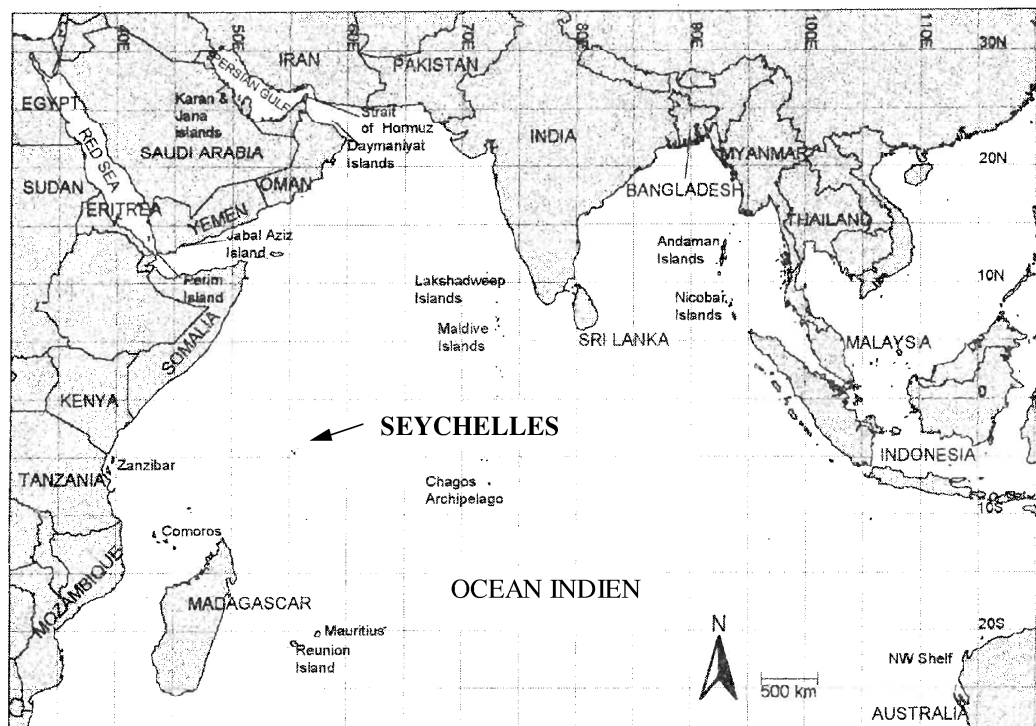 40E
50E
60E
70E
80E
90E
100E
110E
30N
IRAN
PAKISTAN
PERSIAN GULF
EGYPT
Karan &
Jana
islands
Strait
of Hormuz
Daymaniyat
Islands
RED SEA
SAUDI ARABIA
INDIA
MYANMAR
20N
SUDAN
OMAN
BANGLADESH
ERITREA
YEMEN
THAILAND
Jabal Aziz
Island
Andaman
Islands
Perim
Island
Lakshadweep
Islands
10N
Nicobar
Islands
Maldive
Islands
SOMALIA
SRI LANKA
MALAYSIA
KENYA
0
SEYCHELLES
INDONESIA
Zanzibar
TANZANIA
Chagos
Archipelago
10S
Comoros
MOZAMBIQUE
OCEAN INDIEN
MADAGASCAR
N
20S
Mauritius
Reunion
Island
NW Shelf
500 km
AUSTRALIA